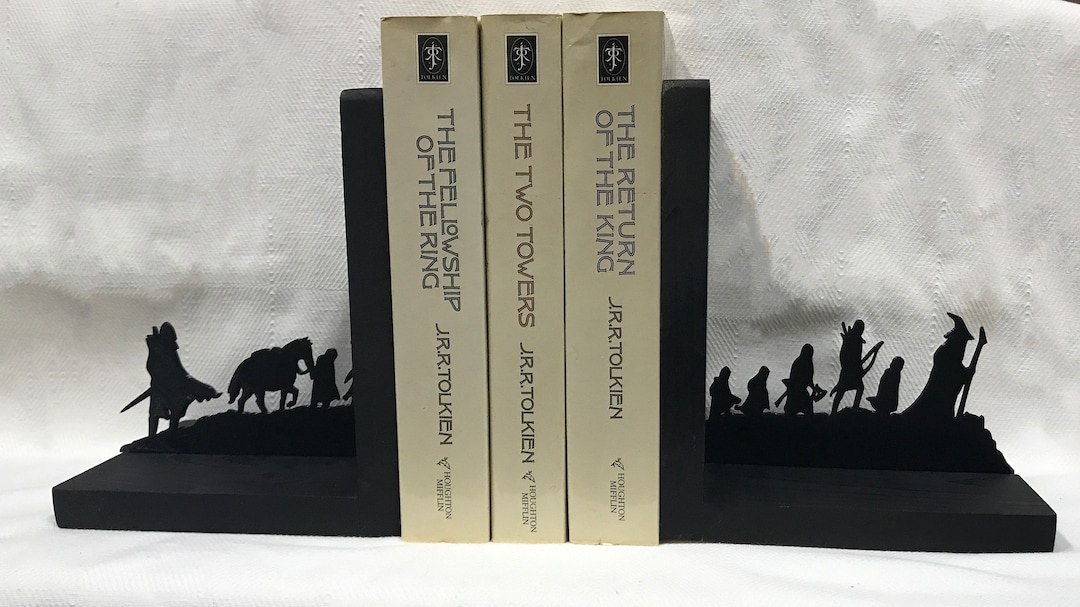 TOLKIEN
THE FELLOWSHIP
OF THE RING
J.R.R.TOLKIEN
HOUGHTON
MIFFLIN
TOLKIEN
THE TWO TOWERS
J.R.R.TOLKIEN
HOUGHTON
MIFFLIN
TOLKIEN
THE RETURN
OF THE KING
J.R.R.TOLKIEN
HOUGHTON
MIFFLIN